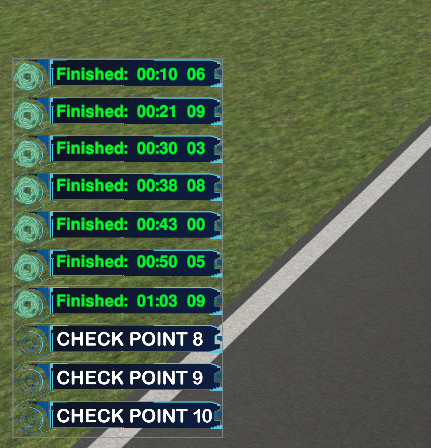 Finished: 00:10 06
Finished: 00:21 09
Finished: 00:30 03
Finished: 00:38 08
Finished: 00:43 00
Finished: 00:50 05
Finished: 01:03 09
CHECK POINT 8
CHECK POINT 9
CHECK POINT 10